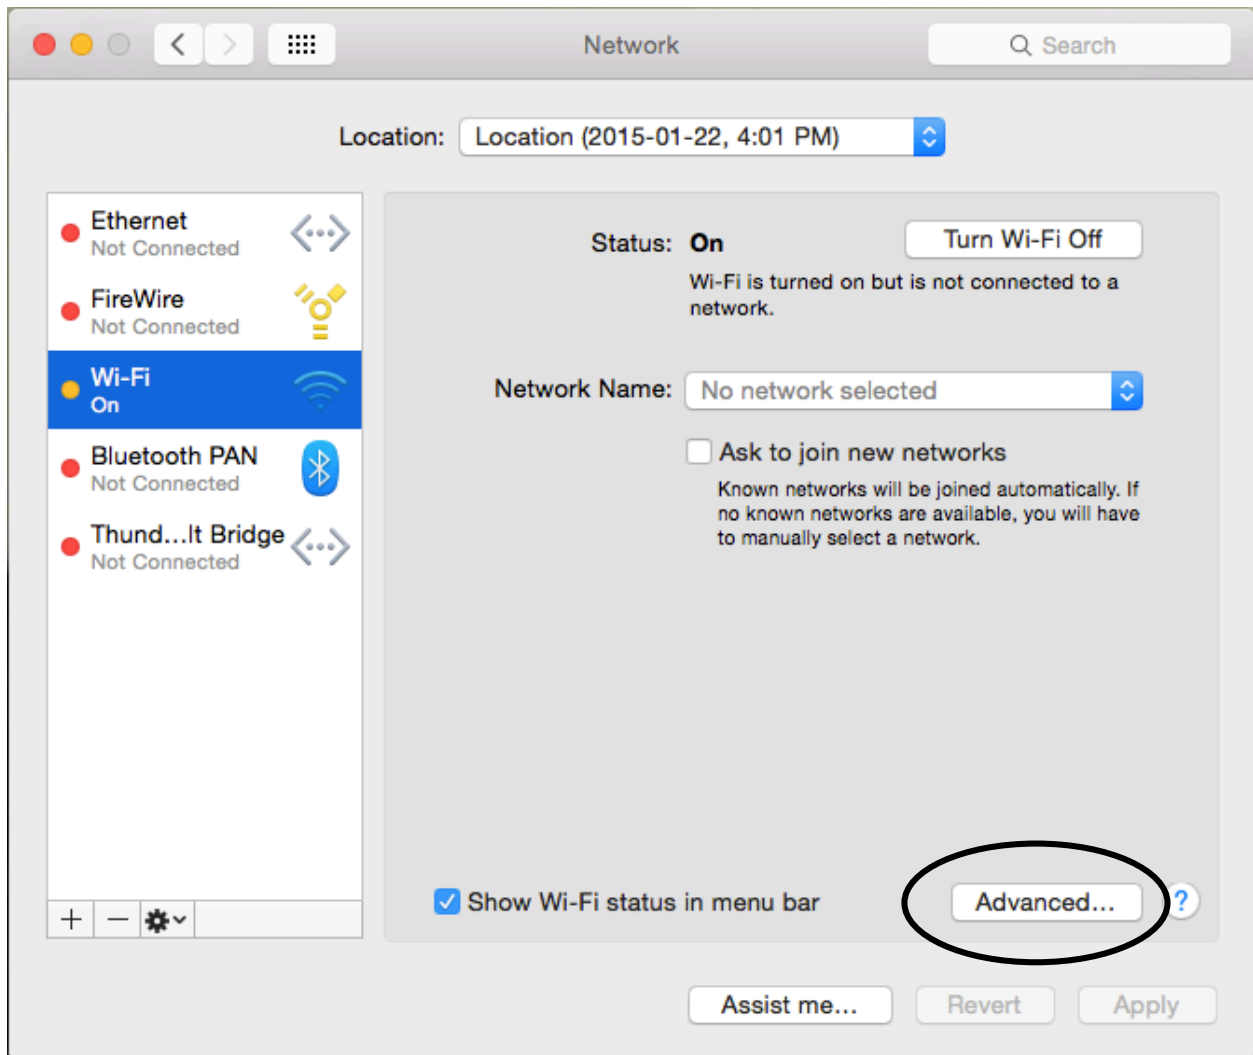 Network
Search
Location: Location (2015-01-22, 4:01 PM)
Ethernet
Not Connected
FireWire
Not Connected
Wi-Fi
On
Bluetooth PAN
Not Connected
Thund...lt Bridge
Not Connected
Status: On
Turn Wi-Fi Off
Wi-Fi is turned on but is not connected to a
network.
Network Name: No network selected
Ask to join new networks
Known networks will be joined automatically. If
no known networks are available, you will have
to manually select a network.
Show Wi-Fi status in menu bar
Advanced...
?
Assist me...
Revert
Apply